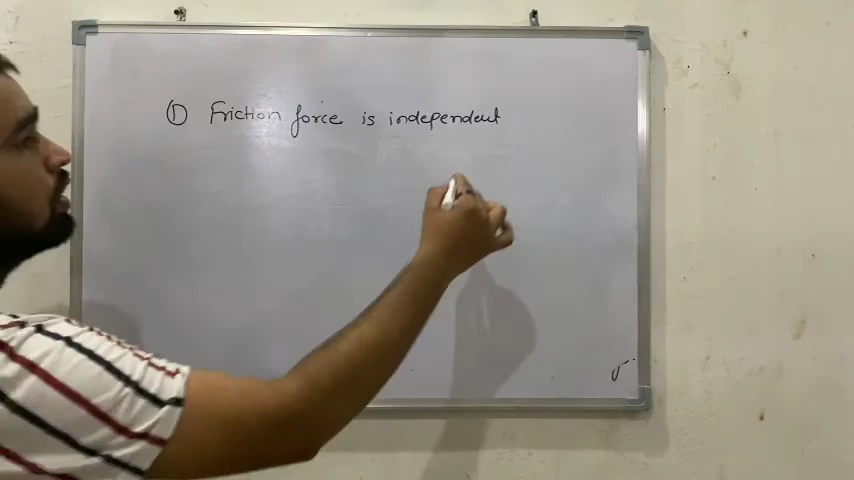 ① Friction force is independent